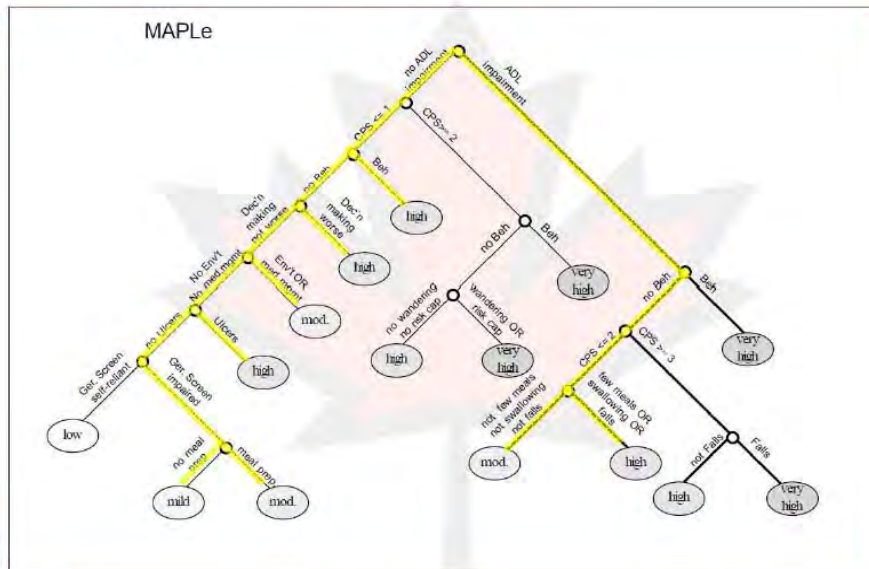 MAPLe
no ADL
impairment
ADL
impairment
CPS <= 1
CPS>= 2
no Beh
Beh
Dec'n
making
not worse
Dec'n
making
worse
high
No Env't
No med.mgmt
Env't OR
med mgmt
high
no Beh
Beh
very
high
no Beh
Beh
no Ulcers
Ulcers
mod.
no wandering
no risk cap
Wandering OR
risk cap
high
very
high
CPS <= 2
CPS >= 3
very
high
Ger. Screen
self-reliant
Ger. Screen
impaired
high
not few meals
not swallowing
not falls
few meals OR
swallowing OR
falls
low
no meal
prep
meal prep
mod.
high
not Falls
Falls
mild
mod.
high
very
high